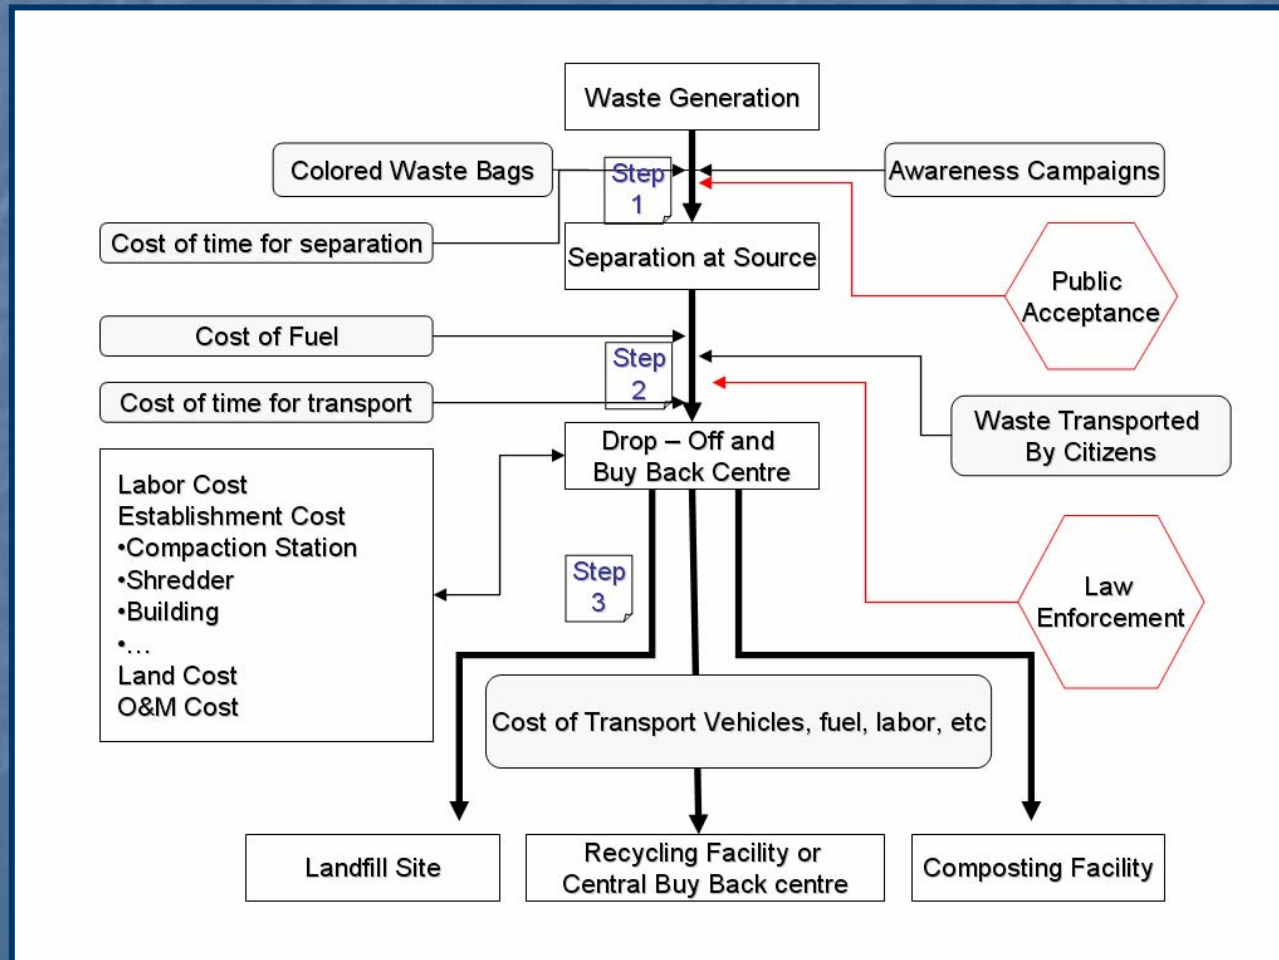 Waste Generation
Colored Waste Bags
Step
1
Awareness Campaigns
Cost of time for separation
Separation at Source
Public
Acceptance
Cost of Fuel
Step
2
Cost of time for transport
Waste Transported
By Citizens
Drop – Off and
Buy Back Centre
Labor Cost
Establishment Cost
•Compaction Station
•Shredder
•Building
•…
Land Cost
O&M Cost
Step
3
Law
Enforcement
Cost of Transport Vehicles, fuel, labor, etc
Landfill Site
Recycling Facility or
Central Buy Back centre
Composting Facility